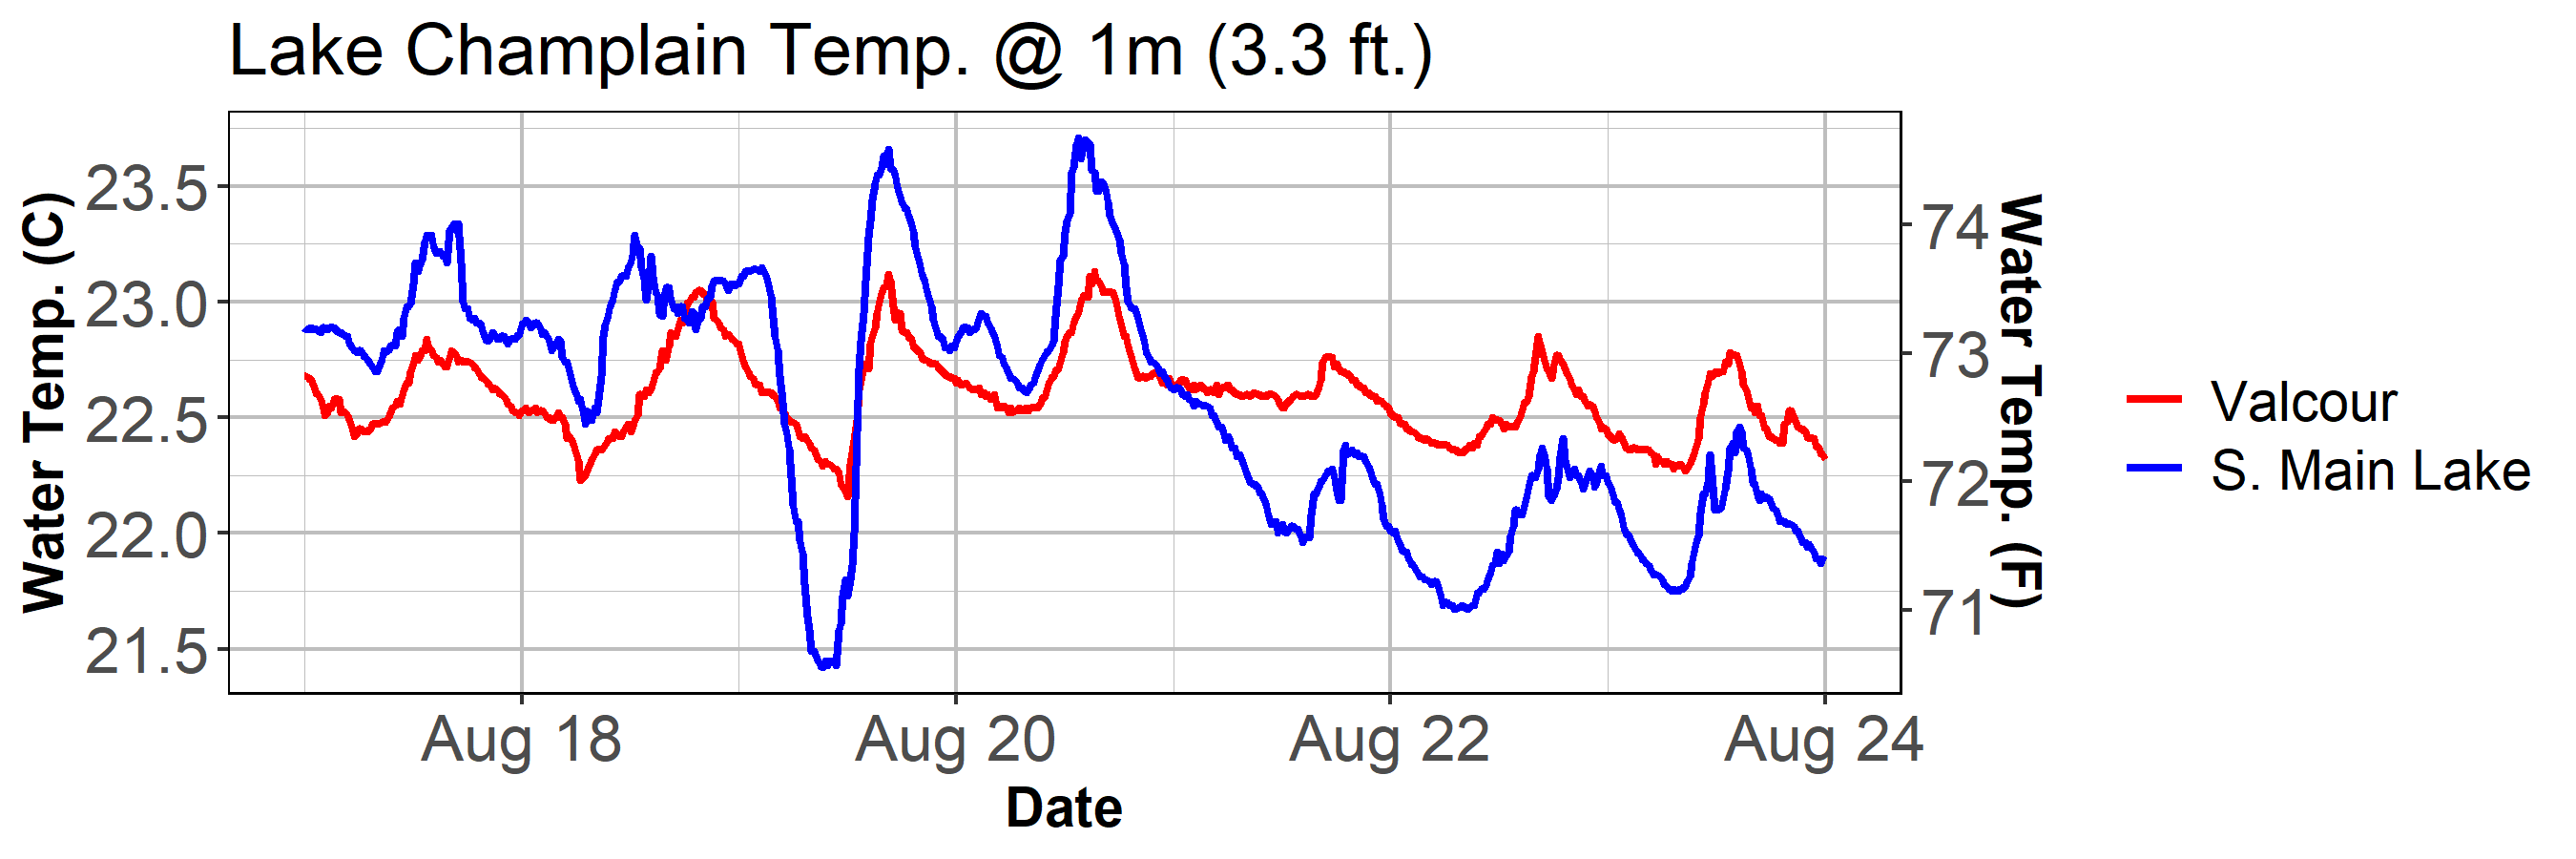 Lake Champlain Temp. @ 1m (3.3 ft.)
Water Temp. (C)
23.5
23.0
22.5
22.0
21.5
74
73
72
71
Water Temp. (F)
Aug 18
Aug 20
Aug 22
Aug 24
Date
Valcour
S. Main Lake